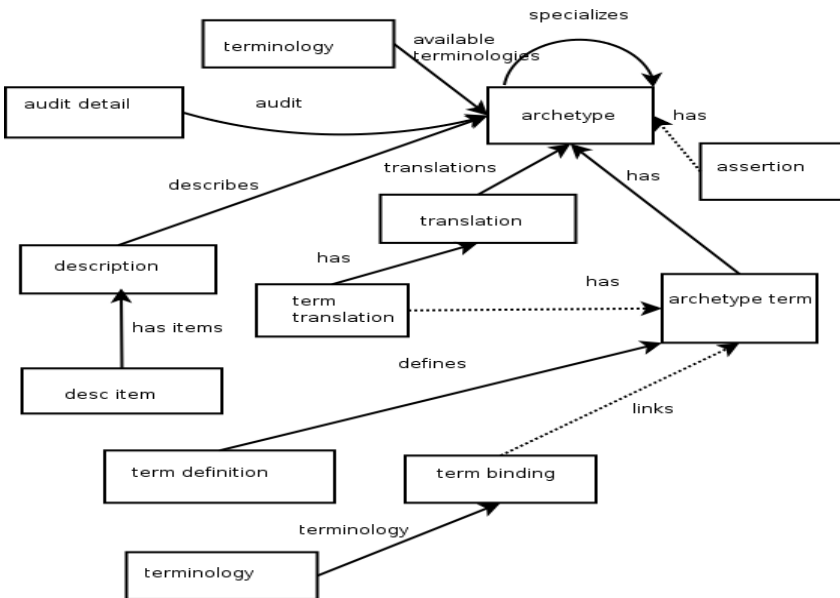 specializes
terminology
available
terminologies
audit detail
audit
archetype
has
assertion
translations
has
describes
translation
description
has
term
translation
has
archetype term
has items
defines
desc item
links
term definition
term binding
terminology
terminology